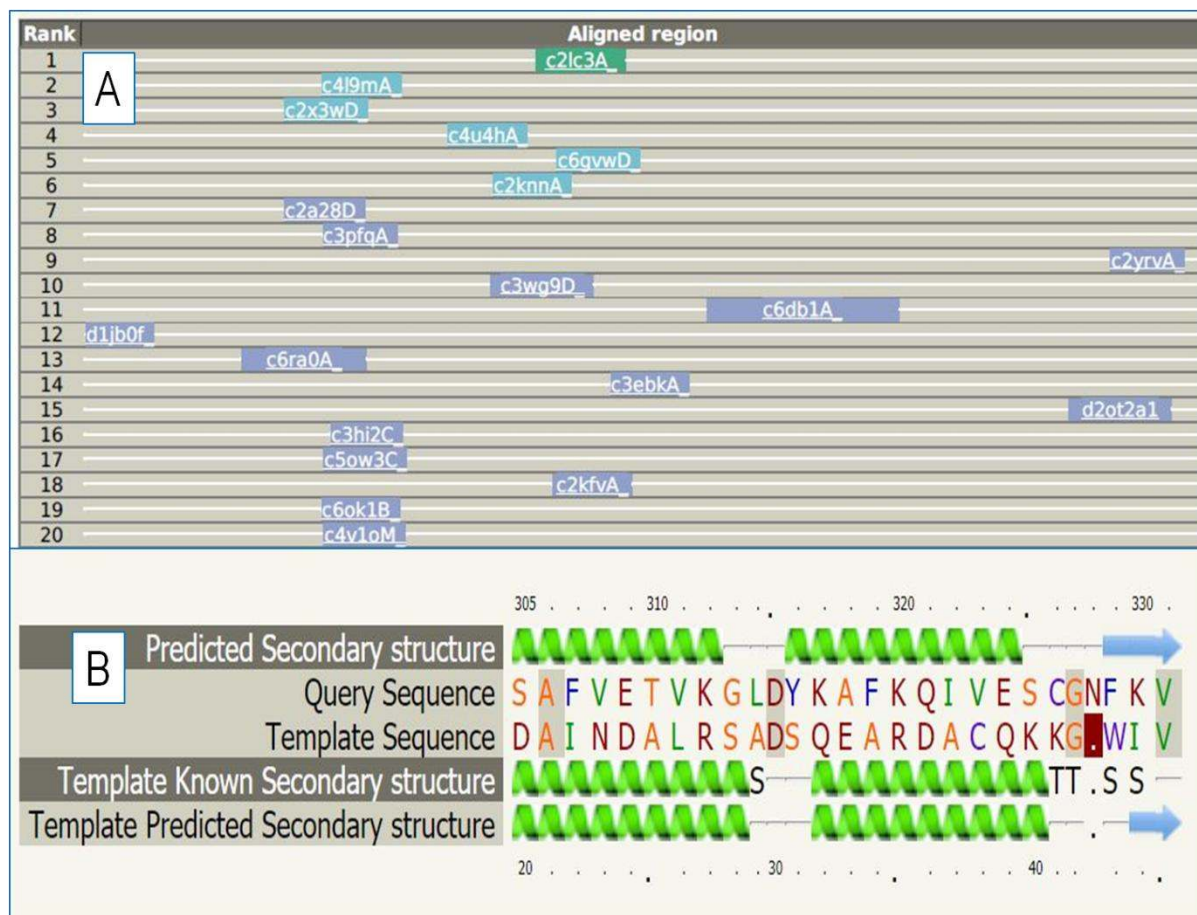 Rank Aligned region
A
1 c2lc3A_
2 c4l9mA_
3 c2x3wD_
4 c4u4hA_
5 c6gvwD_
6 c2knnA_
7 c2a28D_
8 c3pfqA_
9 c2yrvA_
10 c3wg9D_
11 c6db1A_
12 d1jb0f_
13 c6ra0A_
14 c3ebkA_
15 d2ot2a1
16 c3hi2C_
17 c5ow3C_
18 c2kfvA_
19 c6ok1B_
20 c4v1oM_
B
305 . . . . 310 . . . . . . . . . 320 . . . . . . . . . 330 .
Predicted Secondary structure
Query Sequence S A F V E T V K G L D Y K A F K Q I V E S C G N F K V
Template Sequence D A I N D A L R S A D S Q E A R D A C Q K K G . W I V
Template Known Secondary structure S T T . S S
Template Predicted Secondary structure .
20 . . . . . . . . . 30 . . . . . . . . . 40 . . . .